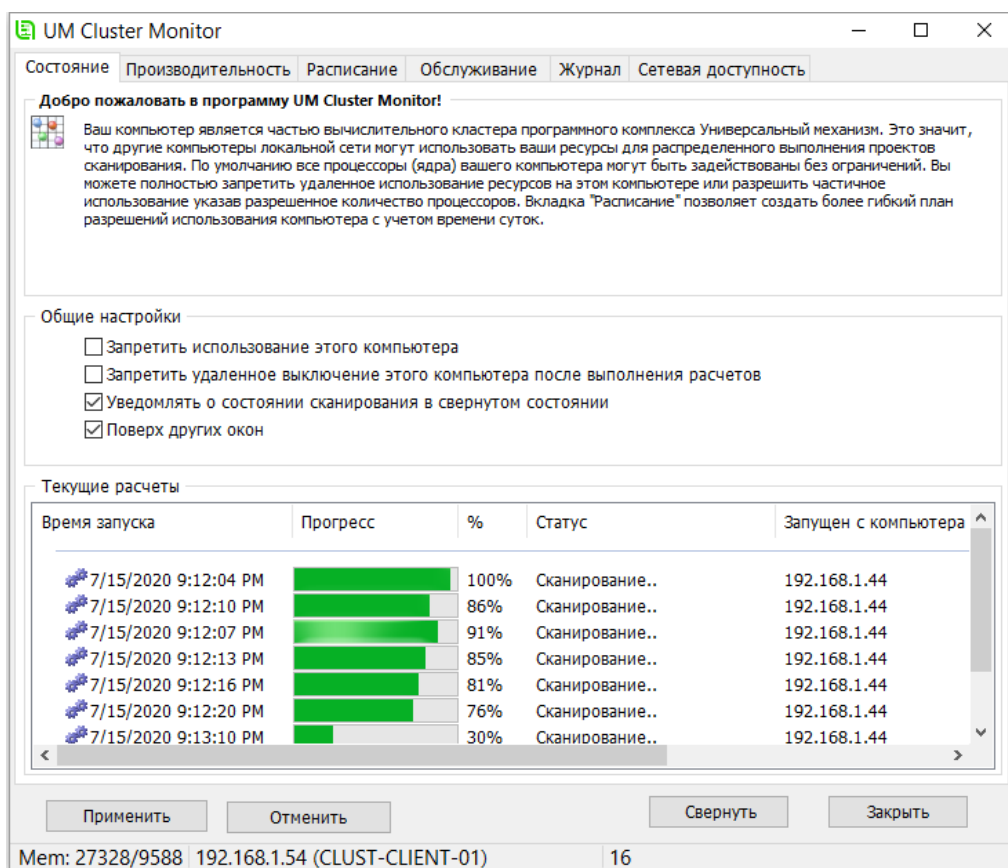 UM Cluster Monitor
Состояние Производительность Расписание Обслуживание Журнал Сетевая доступность
Добро пожаловать в программу UM Cluster Monitor!
Ваш компьютер является частью вычислительного кластера программного комплекса Универсальный механизм. Это значит,
что другие компьютеры локальной сети могут использовать ваши ресурсы для распределенного выполнения проектов
сканирования. По умолчанию все процессоры (ядра) вашего компьютера могут быть задействованы без ограничений. Вы
можете полностью запретить удаленное использование ресурсов на этом компьютере или разрешить частичное
использование указав разрешенное количество процессоров. Вкладка "Расписание" позволяет создать более гибкий план
разрешений использования компьютера с учетом времени суток.
Общие настройки
Запретить использование этого компьютера
Запретить удаленное выключение этого компьютера после выполнения расчетов
Уведомлять о состоянии сканирования в свернутом состоянии
Поверх других окон
Текущие расчеты
Время запуска Прогресс % Статус Запущен с компьютера
7/15/2020 9:12:04 PM 100% Сканирование.. 192.168.1.44
7/15/2020 9:12:10 PM 86% Сканирование.. 192.168.1.44
7/15/2020 9:12:07 PM 91% Сканирование.. 192.168.1.44
7/15/2020 9:12:13 PM 85% Сканирование.. 192.168.1.44
7/15/2020 9:12:16 PM 81% Сканирование.. 192.168.1.44
7/15/2020 9:12:20 PM 76% Сканирование.. 192.168.1.44
7/15/2020 9:13:10 PM 30% Сканирование.. 192.168.1.44
Применить Отменить Свернуть Закрыть
Mem: 27328/9588 192.168.1.54 (CLUST-CLIENT-01) 16